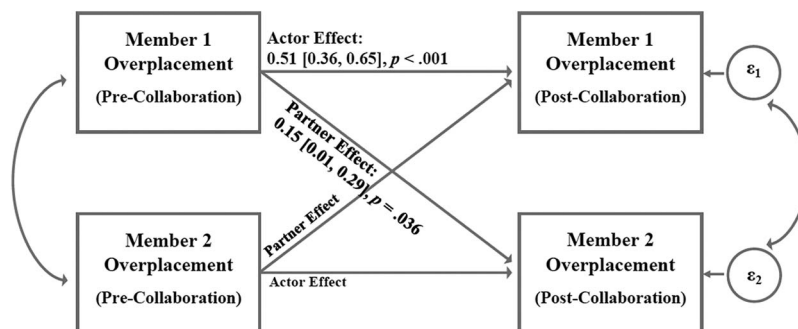 Member 1
Overplacement
(Pre-Collaboration)
Actor Effect:
0.51 [0.36, 0.65], p < .001
Member 1
Overplacement
(Post-Collaboration)
ε1
Partner Effect:
0.15 [0.01, 0.29], p = .036
Partner Effect
Member 2
Overplacement
(Pre-Collaboration)
Actor Effect
Member 2
Overplacement
(Post-Collaboration)
ε2